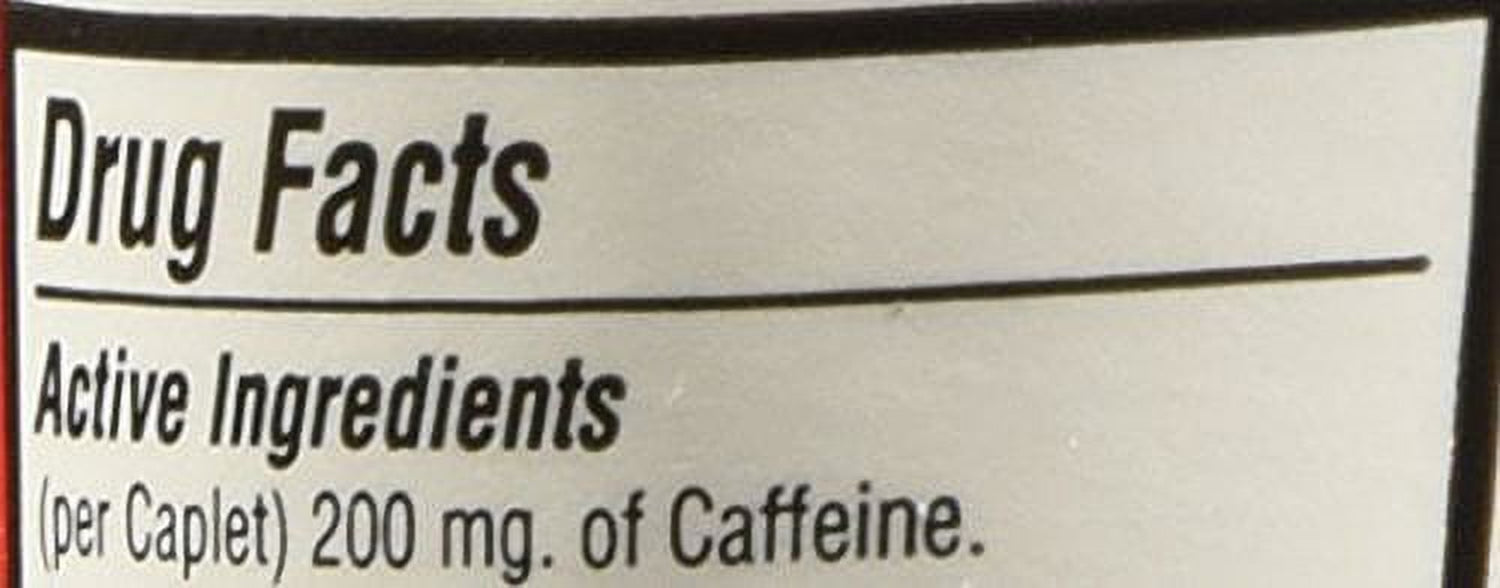 Drug Facts
Active Ingredients
(per Caplet) 200 mg. of Caffeine.